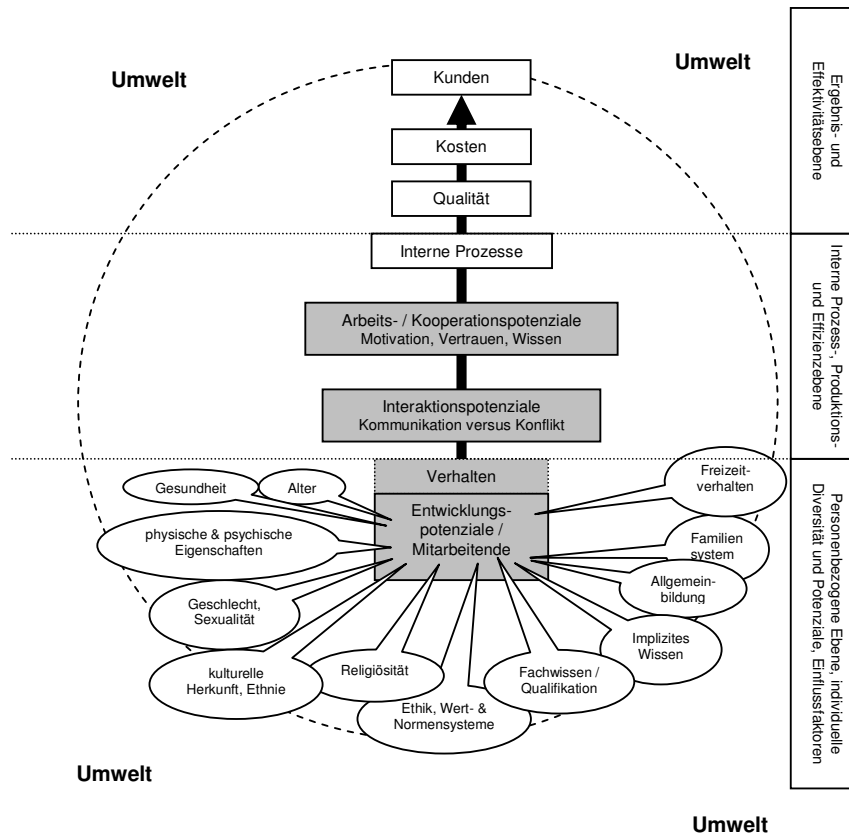 Umwelt
Umwelt
Kunden
Kosten
Qualität
Interne Prozesse
Arbeits- / Kooperationspotenziale
Motivation, Vertrauen, Wissen
Interaktionspotenziale
Kommunikation versus Konflikt
Verhalten
Entwicklungs-
potenziale /
Mitarbeitende
Gesundheit
Alter
physische & psychische
Eigenschaften
Geschlecht,
Sexualität
kulturelle
Herkunft, Ethnie
Religiösität
Ethik, Wert- &
Normensysteme
Fachwissen /
Qualifikation
Implizites
Wissen
Allgemein-
bildung
Familien
system
Freizeit-
verhalten
Ergebnis- und
Effektivitätsebene
Interne Prozess-, Produktions-
und Effizienzebene
Personenbezogene Ebene, individuelle
Diversität und Potenziale, Einflussfaktoren
Umwelt
Umwelt